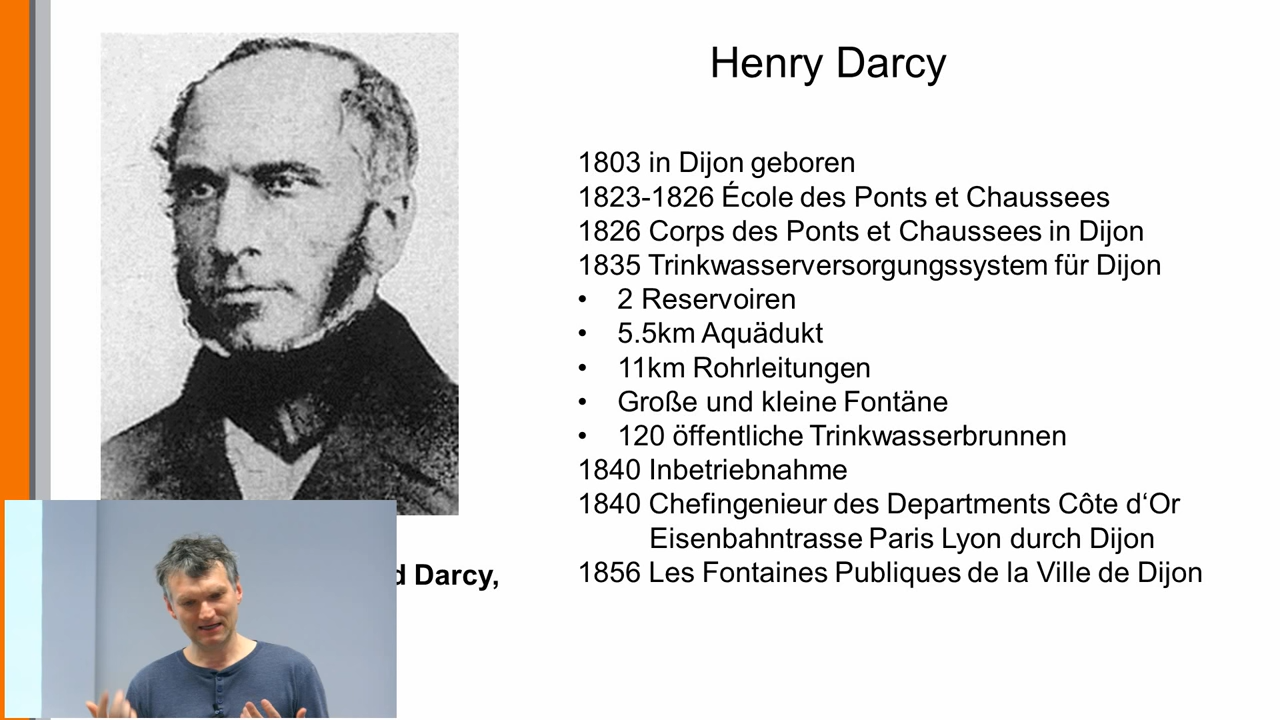 Henry Darcy
1803 in Dijon geboren
1823-1826 École des Ponts et Chaussees
1826 Corps des Ponts et Chaussees in Dijon
1835 Trinkwasserversorgungssystem für Dijon
• 2 Reservoiren
• 5.5km Aquädukt
• 11km Rohrleitungen
• Große und kleine Fontäne
• 120 öffentliche Trinkwasserbrunnen
1840 Inbetriebnahme
1840 Chefingenieur des Departments Côte d‘Or
Eisenbahntrasse Paris Lyon durch Dijon
1856 Les Fontaines Publiques de la Ville de Dijon
Darcy,